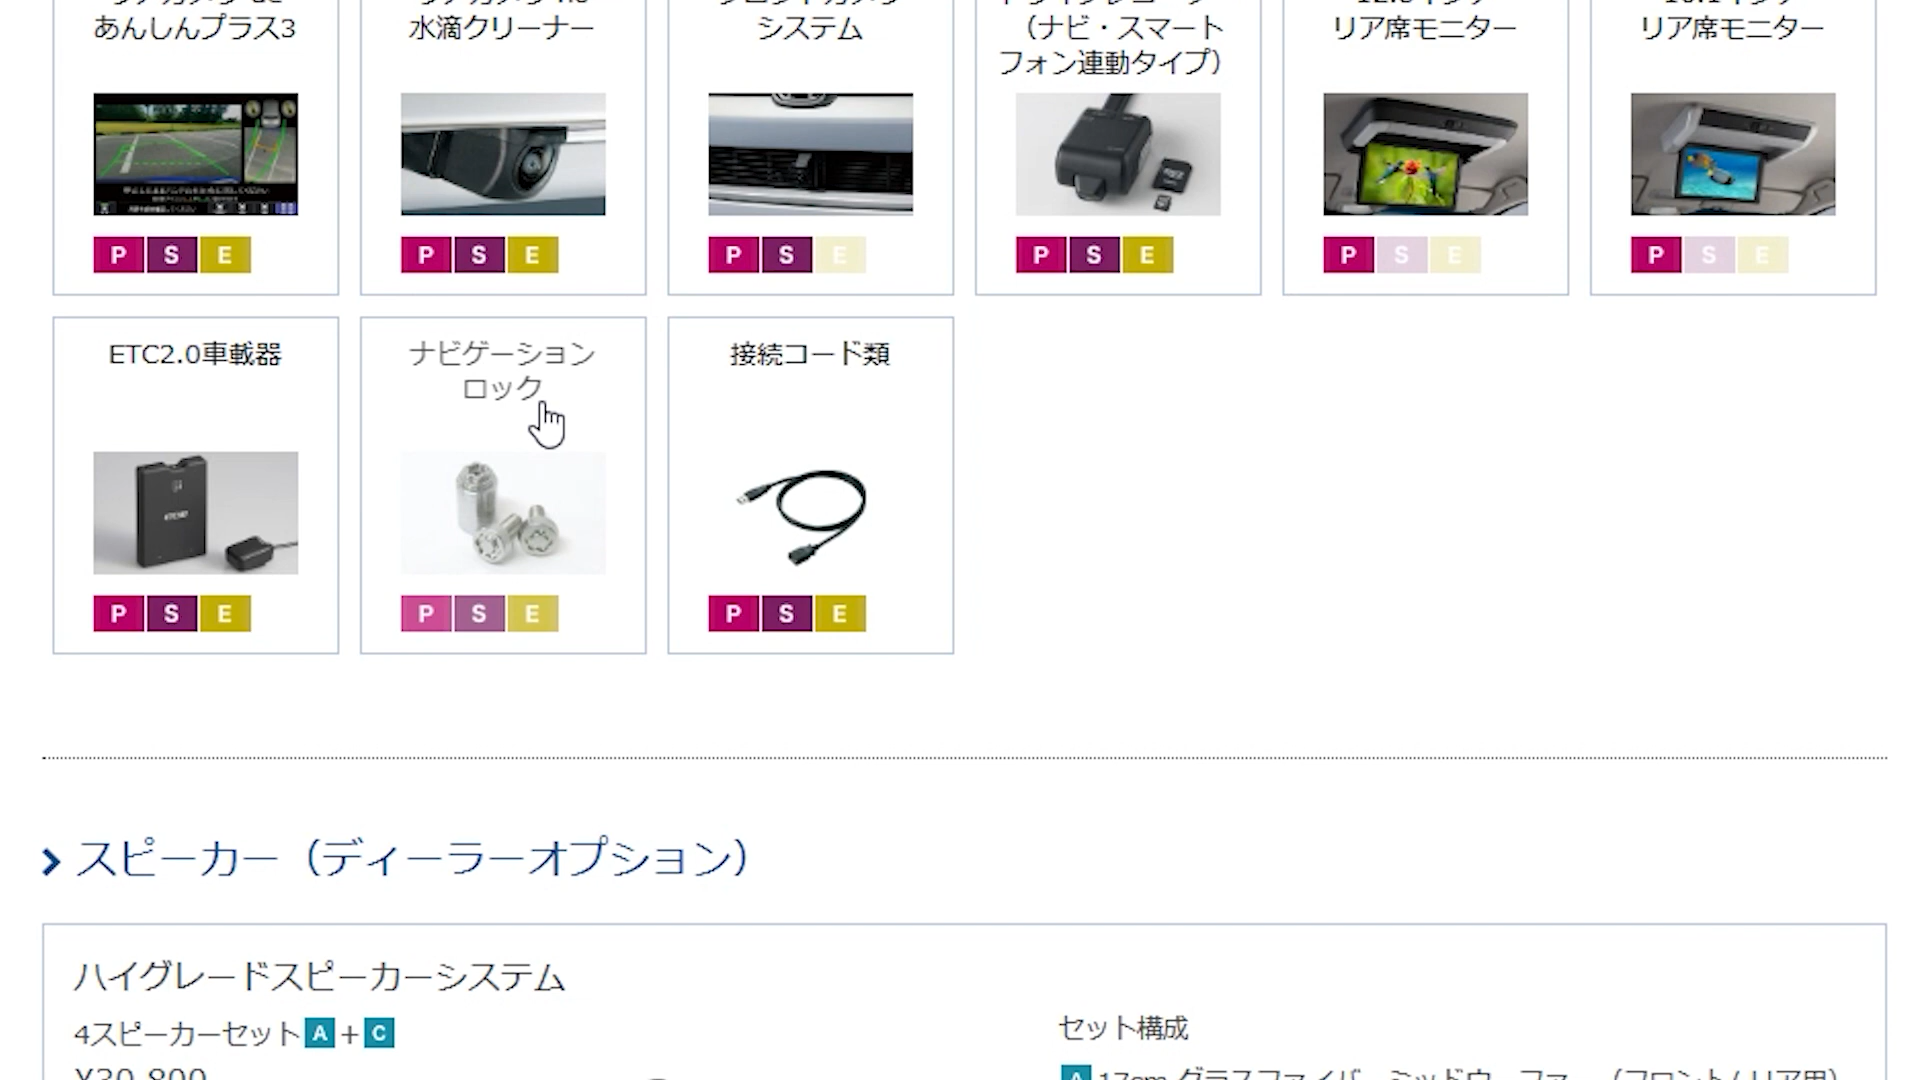 あんしんプラス3
水滴クリーナー
システム
（ナビ・スマート
フォン連動タイプ）
リア席モニター
リア席モニター
P S E
P S E
P S E
P S E
P S E
P S E
ETC2.0車載器
ナビゲーション
ロック
接続コード類
P S E
P S E
P S E
スピーカー（ディーラーオプション）
ハイグレードスピーカーシステム
4スピーカーセット A + C
セット構成